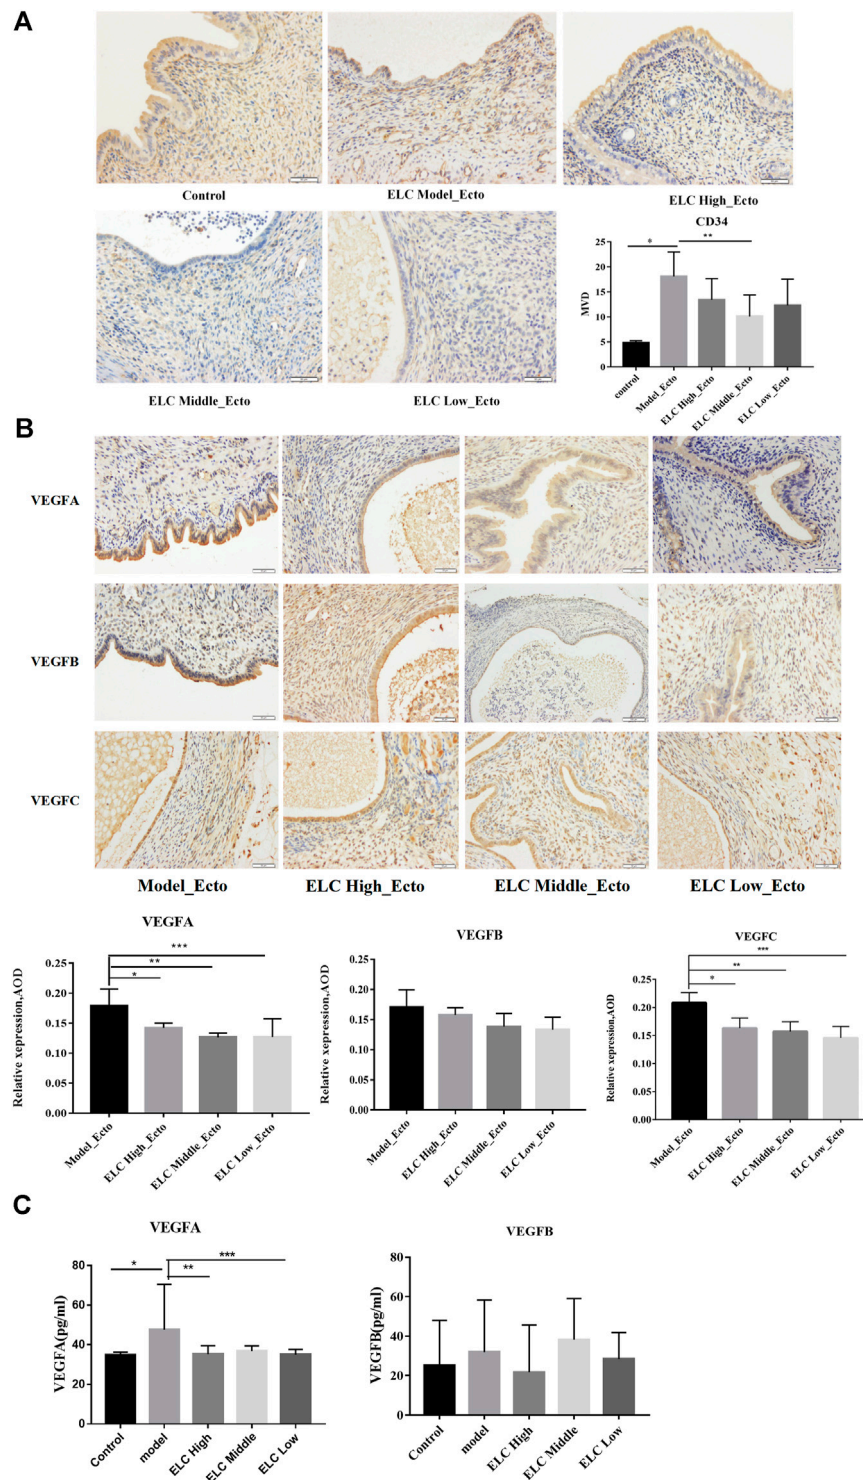 A
Control
ELC Model_Ecto
ELC High_Ecto
ELC Middle_Ecto
ELC Low_Ecto
CD34
*
**
MVD
25
20
15
10
5
0
control
Model_Ecto
ELC High_Ecto
ELC Middle_Ecto
ELC Low_Ecto
B
VEGFA
VEGFB
VEGFC
Model_Ecto
ELC High_Ecto
ELC Middle_Ecto
ELC Low_Ecto
VEGFA
***
**
*
Relative xepression,AOD
0.25
0.20
0.15
0.10
0.05
0.00
Model_Ecto
ELC High_Ecto
ELC Middle_Ecto
ELC Low_Ecto
VEGFB
Relative xepression,AOD
0.25
0.20
0.15
0.10
0.05
0.00
Model_Ecto
ELC High_Ecto
ELC Middle_Ecto
ELC Low_Ecto
VEGFC
***
**
*
Relative xepression,AOD
0.25
0.20
0.15
0.10
0.05
0.00
Model_Ecto
ELC High_Ecto
ELC Middle_Ecto
ELC Low_Ecto
C
VEGFA
*
***
**
VEGFA(pg/ml)
80
60
40
20
0
Control
model
ELC High
ELC Middle
ELC Low
VEGFB
VEGFB(pg/ml)
80
60
40
20
0
Control
model
ELC High
ELC Middle
ELC Low